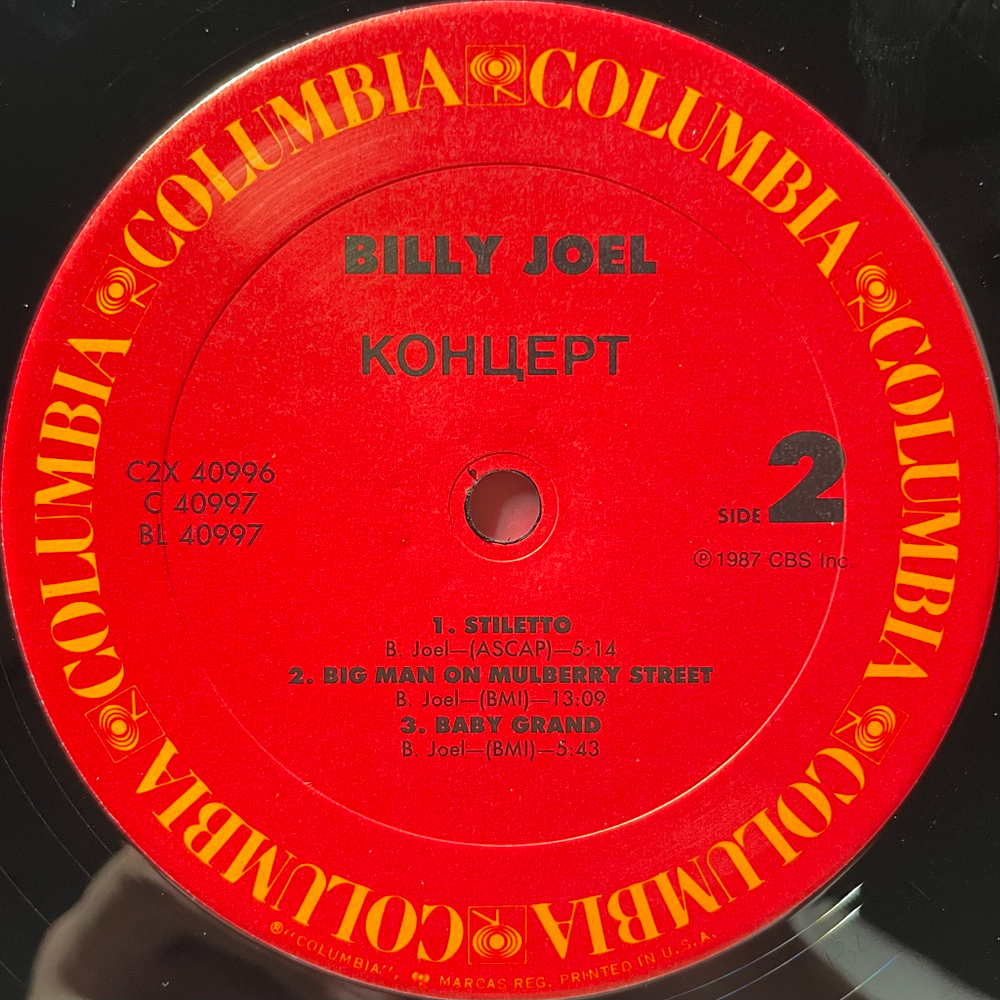 COLUMBIA COLUMBIA COLUMBIA COLUMBIA COLUMBIA COLUMBIA COLUMBIA
BILLY JOEL
КОНЦЕРТ
C2X 40996
C 40997
BL 40997
SIDE 2
℗ 1987 CBS Inc.
1. STILETTO
B. Joel—(ASCAP)—5:14
2. BIG MAN ON MULBERRY STREET
B. Joel—(BMI)—13:09
3. BABY GRAND
B. Joel—(BMI)—5:43
®"COLUMBIA", MARCAS REG. PRINTED IN U.S.A.